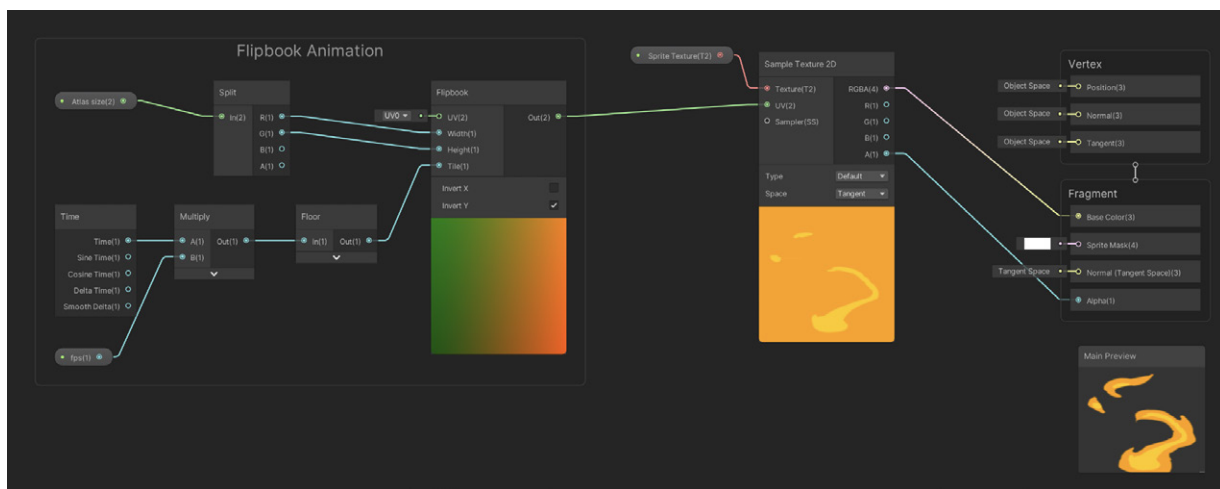 Flipbook Animation
Atlas size(2)
Split
In(2) R(1)
G(1)
B(1)
A(1)
Flipbook
UV0 UV(2) Out(2)
Width(1)
Height(1)
Tile(1)
Invert X
Invert Y
Time
Time(1)
Sine Time(1)
Cosine Time(1)
Delta Time(1)
Smooth Delta(1)
Multiply
A(1) Out(1)
B(1)
Floor
In(1) Out(1)
fps(1)
Sprite Texture(T2)
Sample Texture 2D
Texture(T2) RGBA(4)
UV(2) R(1)
Sampler(SS) G(1)
B(1)
A(1)
Type Default
Space Tangent
Vertex
Object Space Position(3)
Object Space Normal(3)
Object Space Tangent(3)
Fragment
Base Color(3)
Sprite Mask(4)
Tangent Space Normal (Tangent Space)(3)
Alpha(1)
Main Preview